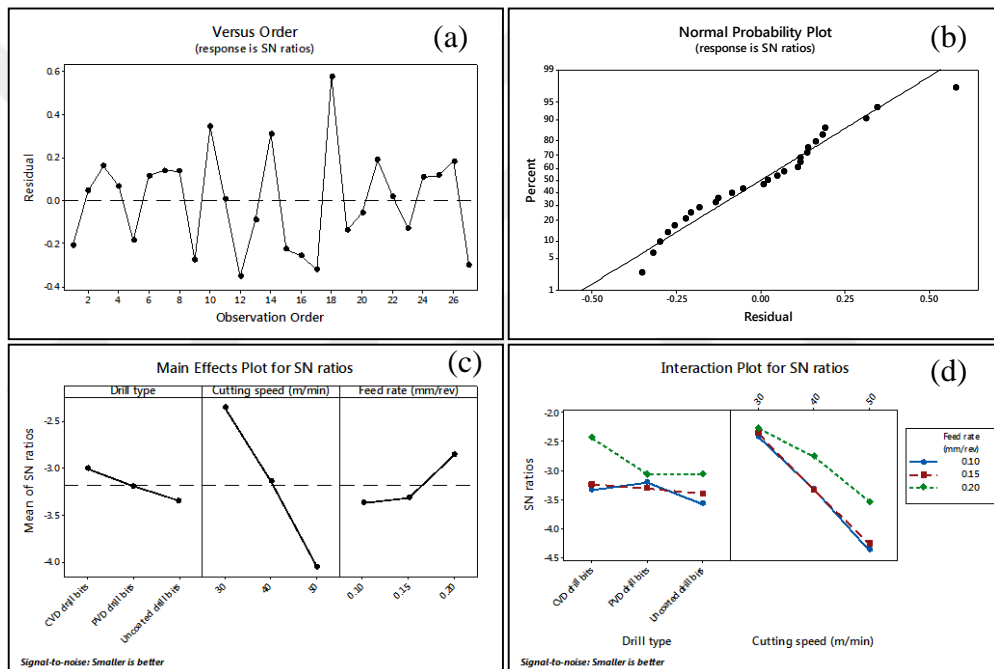 Versus Order
(response is SN ratios)
(a)
0.6
0.4
0.2
0.0
-0.2
-0.4
Residual
2 4 6 8 10 12 14 16 18 20 22 24 26
Observation Order
Normal Probability Plot
(response is SN ratios)
(b)
99
95
90
80
70
60
50
40
30
20
10
5
1
Percent
-0.50 -0.25 0.00 0.25 0.50
Residual
(c)
Main Effects Plot for SN ratios
Drill type Cutting speed (m/min) Feed rate (mm/rev)
-2.5
-3.0
-3.5
-4.0
Mean of SN ratios
CVD drill bits PVD drill bits Uncoated drill bits 30 40 50 0.10 0.15 0.20
Signal-to-noise: Smaller is better
Interaction Plot for SN ratios
(d)
30 40 50
-2.0
-2.5
-3.0
-3.5
-4.0
-4.5
SN ratios
Feed rate
(mm/rev)
0.10
0.15
0.20
CVD drill bits PVD drill bits Uncoated drill bits
Drill type Cutting speed (m/min)
Signal-to-noise: Smaller is better